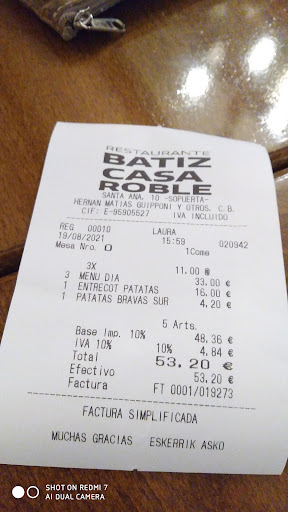 RESTAURANTE
BATIZ
CASA
ROBLE
SANTA ANA, 10 -SOPUERTA-
HERNAN MATIAS GUIPPONI Y OTROS, C.B.
CIF: E-95905527 IVA INCLUIDO
REG 00010 LAURA
19/08/2021 15:59 020942
Mesa Nro. 0 1Come
3X 11.00
3 MENU DIA 33.00 €
1 ENTRECOT PATATAS 16.00 €
1 PATATAS BRAVAS SUR 4.20 €
5 Arts.
Base Imp. 10% 48.36 €
IVA 10% 10% 4.84 €
Total 53.20 €
Efectivo 53.20 €
Factura FT 0001/019273
FACTURA SIMPLIFICADA
MUCHAS GRACIAS ESKERRIK ASKO
SHOT ON REDMI 7
AI DUAL CAMERA